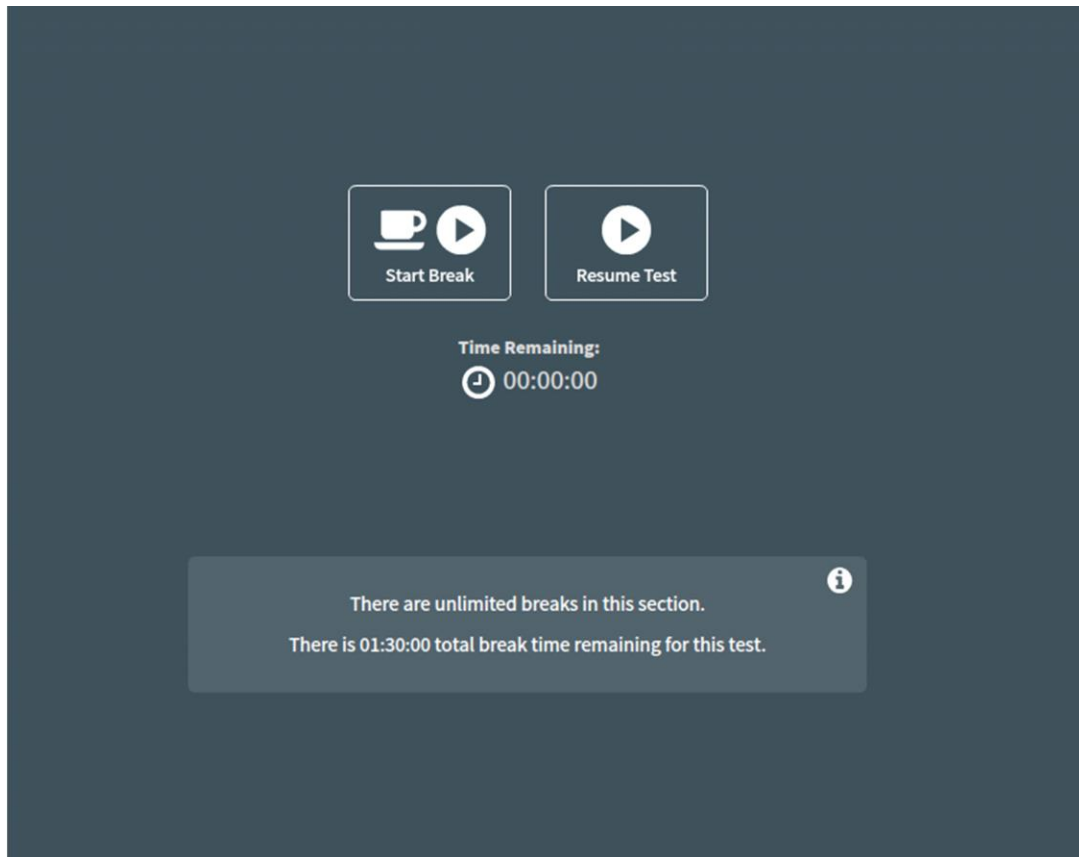 Start Break
Resume Test
Time Remaining:
00:00:00
There are unlimited breaks in this section.
There is 01:30:00 total break time remaining for this test.